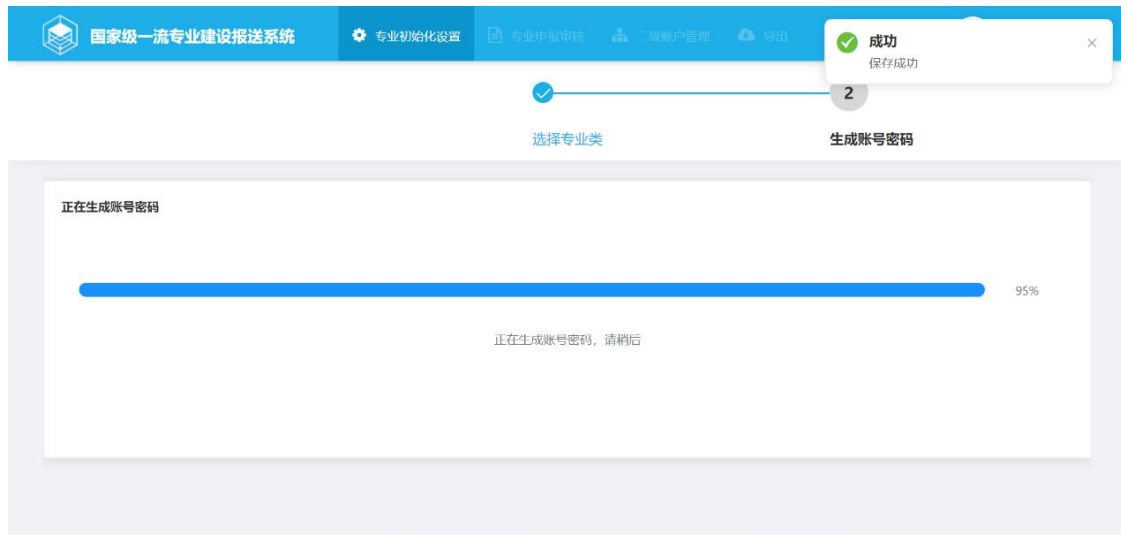 国家级一流专业建设报送系统
专业初始化设置
专业申报审核
二级账户管理
导出
成功
保存成功
2
选择专业类
生成账号密码
正在生成账号密码
95%
正在生成账号密码，请稍后